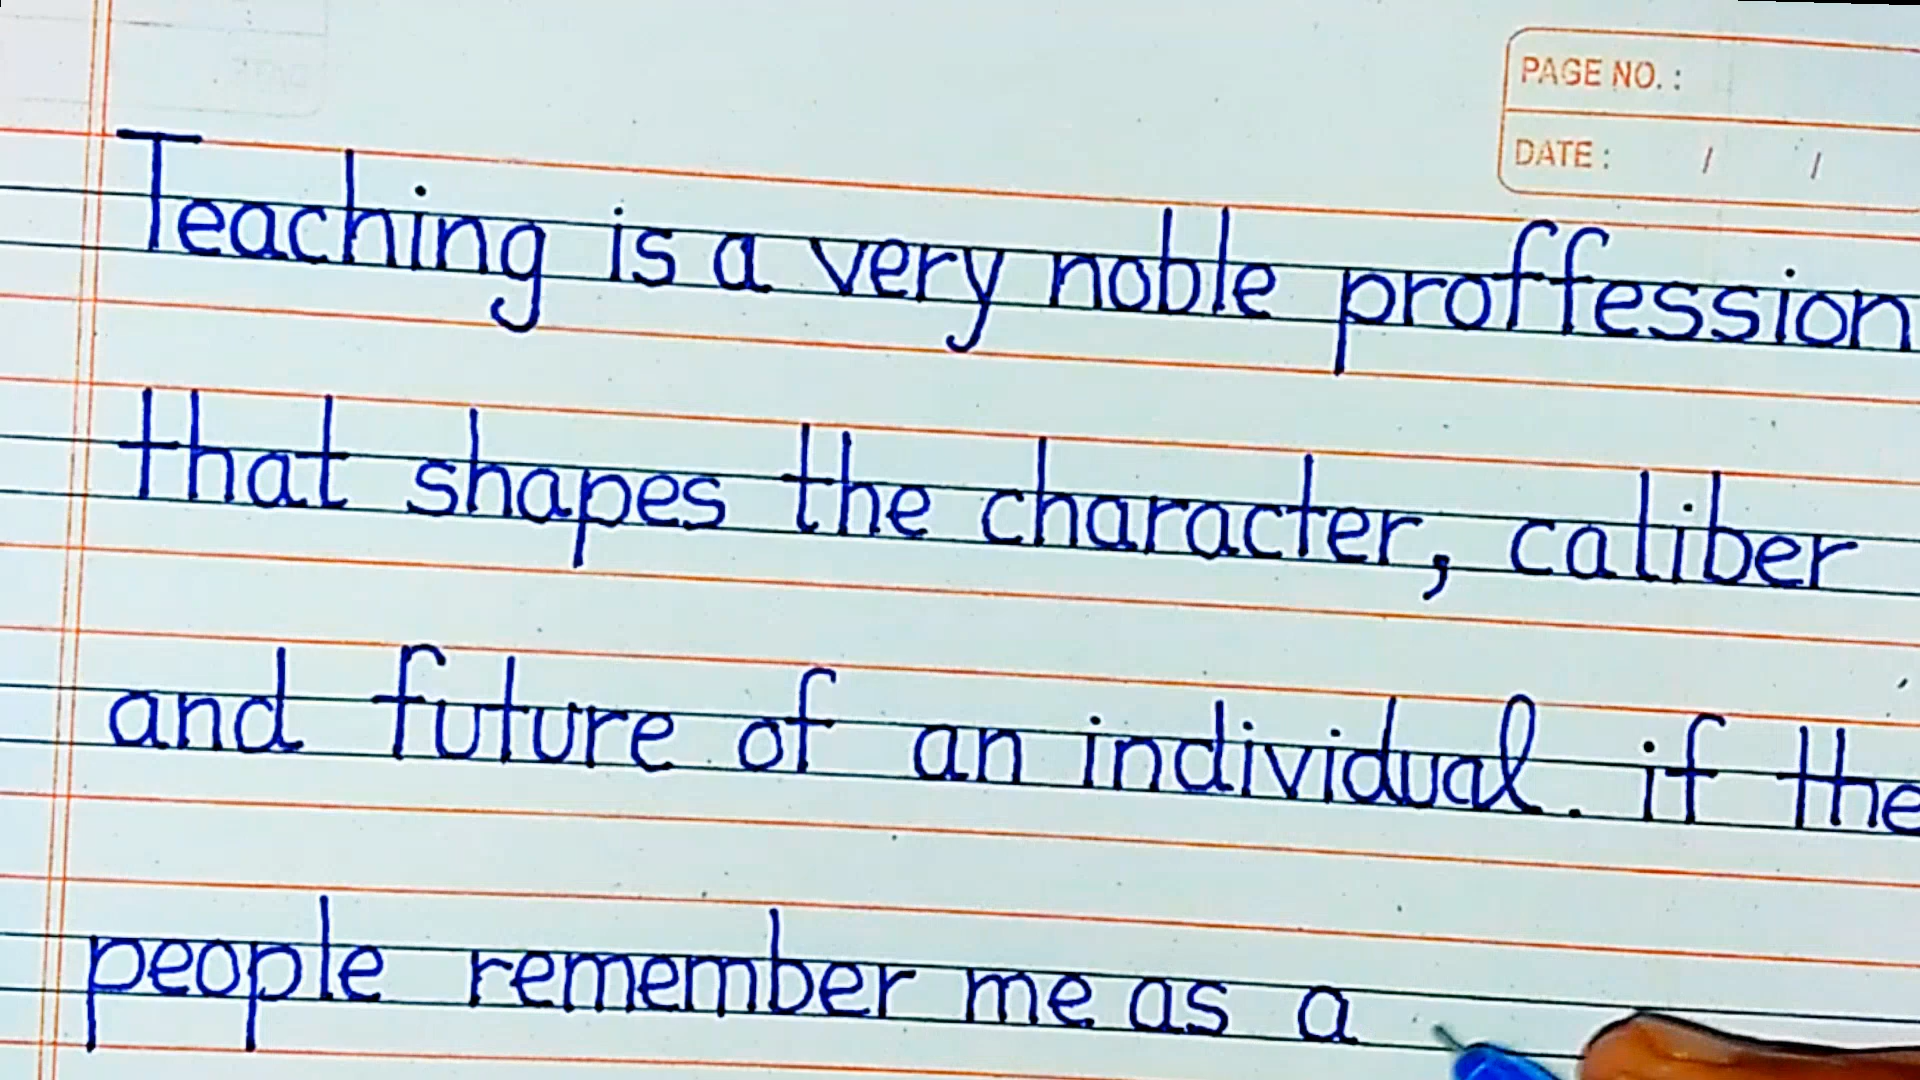 PAGE NO. :
DATE : / /
Teaching is a very noble proffession
that shapes the character, caliber
and future of an individual. if the
people remember me as a